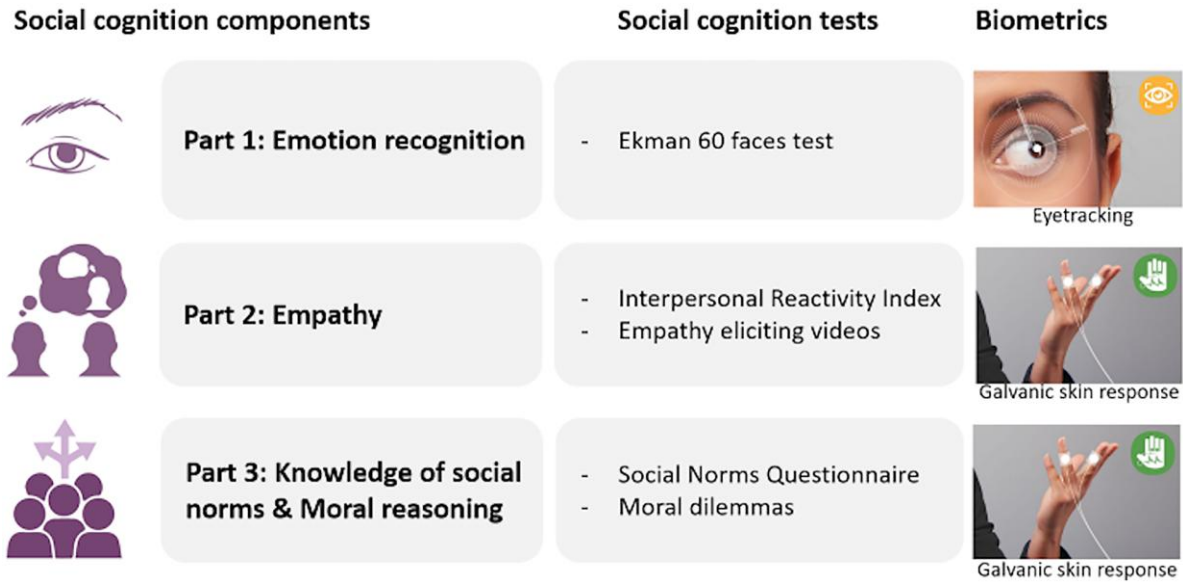 Social cognition components
Social cognition tests
Biometrics
Part 1: Emotion recognition
- Ekman 60 faces test
Eyetracking
Part 2: Empathy
- Interpersonal Reactivity Index
- Empathy eliciting videos
Galvanic skin response
Part 3: Knowledge of social
norms & Moral reasoning
- Social Norms Questionnaire
- Moral dilemmas
Galvanic skin response